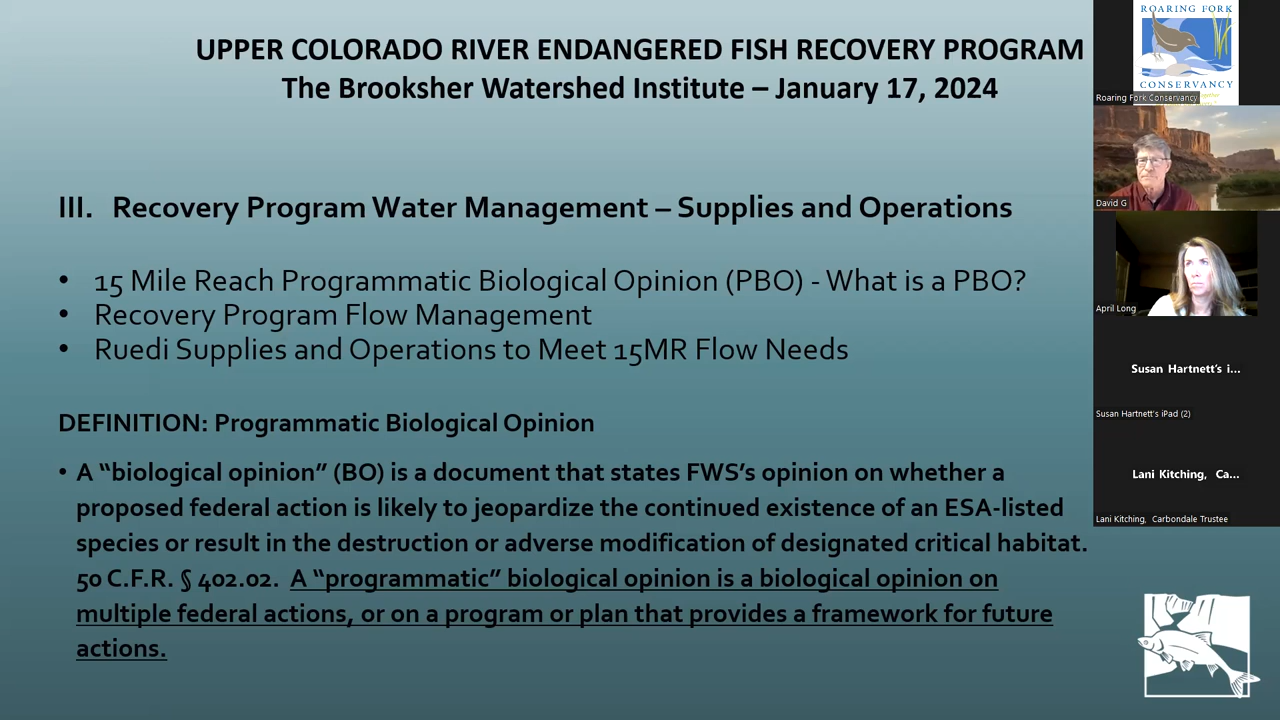 UPPER COLORADO RIVER ENDANGERED FISH RECOVERY PROGRAM
The Brooksher Watershed Institute – January 17, 2024
III. Recovery Program Water Management – Supplies and Operations
• 15 Mile Reach Programmatic Biological Opinion (PBO) - What is a PBO?
• Recovery Program Flow Management
• Ruedi Supplies and Operations to Meet 15MR Flow Needs
DEFINITION: Programmatic Biological Opinion
• A “biological opinion” (BO) is a document that states FWS’s opinion on whether a
proposed federal action is likely to jeopardize the continued existence of an ESA-listed
species or result in the destruction or adverse modification of designated critical habitat.
50 C.F.R. § 402.02. A “programmatic” biological opinion is a biological opinion on
multiple federal actions, or on a program or plan that provides a framework for future
actions.
ROARING FORK
CONSERVANCY
Roaring Fork Conservancy
David G
April Long
Susan Hartnett's i...
Susan Hartnett's iPad (2)
Lani Kitching, Ca...
Lani Kitching, Carbondale Trustee